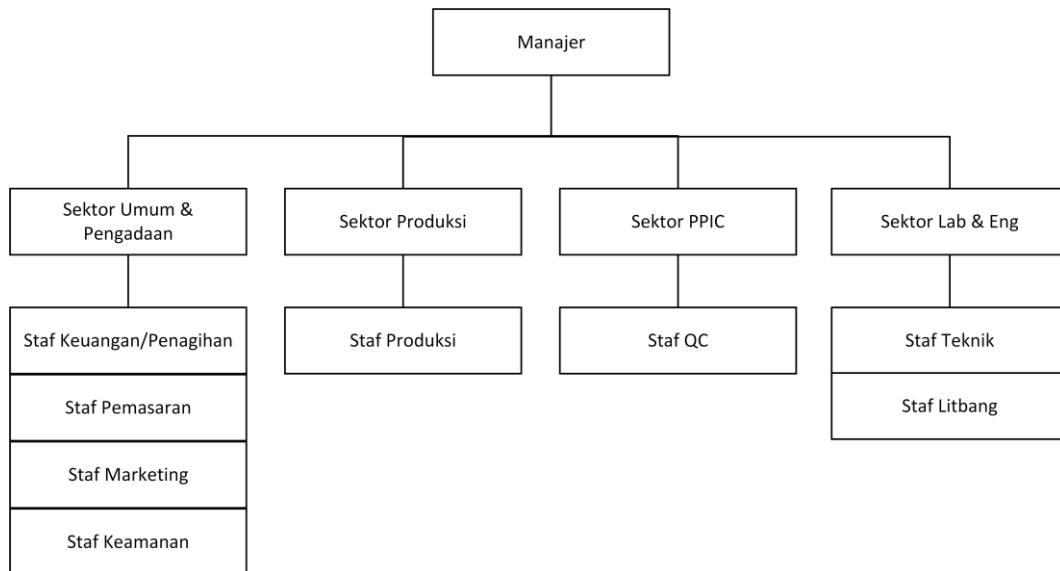 Manajer
Sektor Umum &
Pengadaan
Sektor Produksi
Sektor PPIC
Sektor Lab & Eng
Staf Keuangan/Penagihan
Staf Produksi
Staf QC
Staf Teknik
Staf Pemasaran
Staf Litbang
Staf Marketing
Staf Keamanan